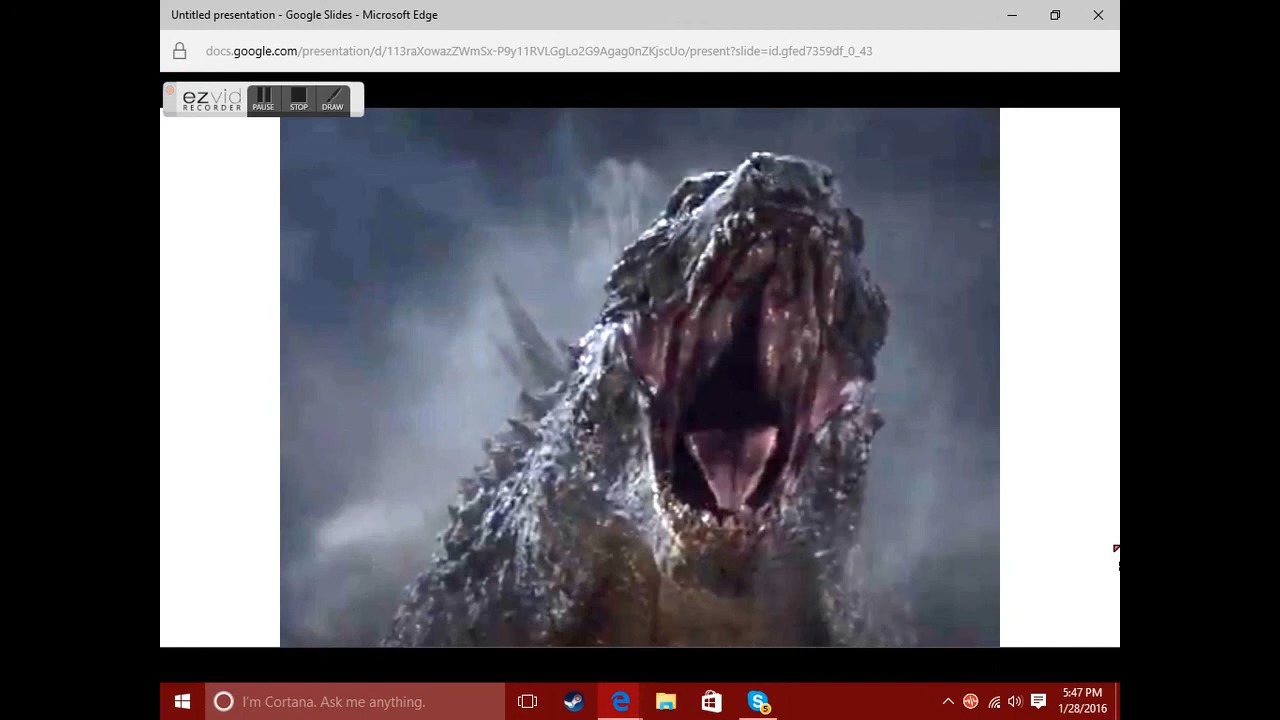 Untitled presentation - Google Slides - Microsoft Edge
docs.google.com/presentation/d/113raXowazZWmSx-P9y11RVLGgLo2G9Agag0nZKjscUo/present?slide=id.gfed7359df_0_43
ezvid
RECORDER
PAUSE STOP DRAW
I'm Cortana. Ask me anything.
5
5:47 PM
1/28/2016